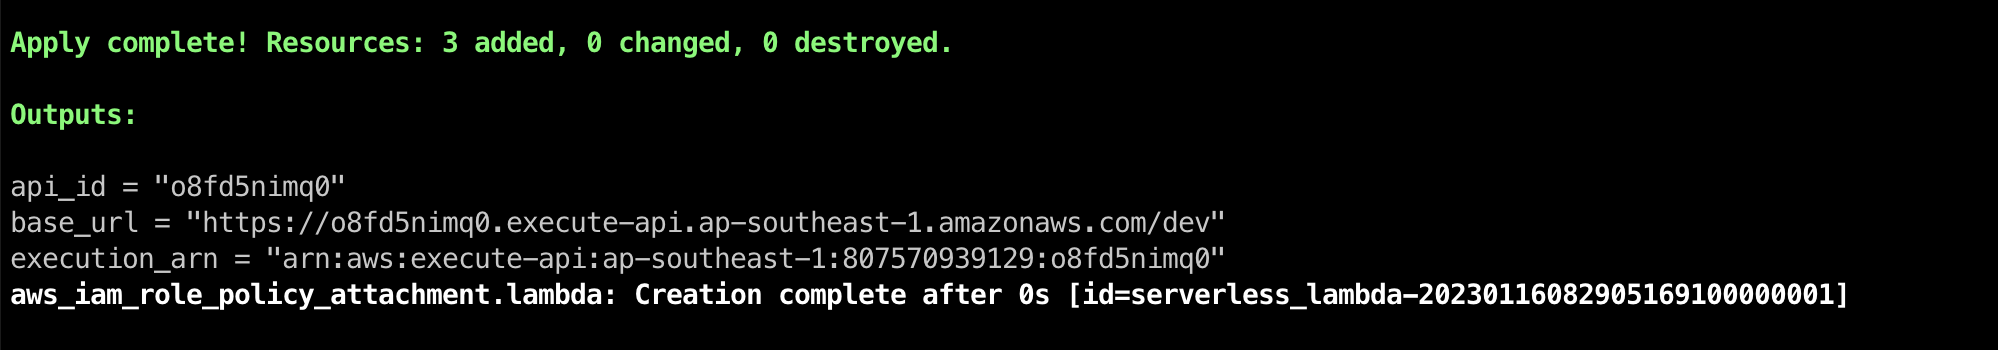 Apply complete! Resources: 3 added, 0 changed, 0 destroyed.
Outputs:
api_id = "o8fd5nimq0"
base_url = "https://o8fd5nimq0.execute-api.ap-southeast-1.amazonaws.com/dev"
execution_arn = "arn:aws:execute-api:ap-southeast-1:807570939129:o8fd5nimq0"
aws_iam_role_policy_attachment.lambda: Creation complete after 0s [id=serverless_lambda-20230116082905169100000001]